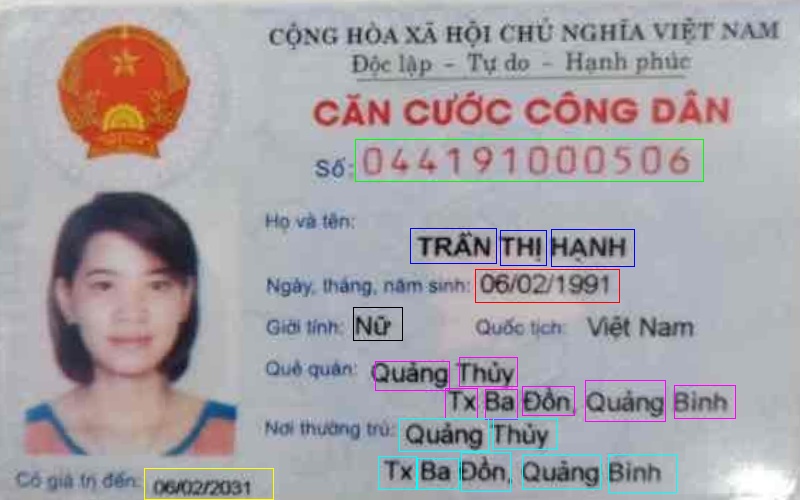 CỘNG HÒA XÃ HỘI CHỦ NGHĨA VIỆT NAM
Độc lập - Tự do - Hạnh phúc
CĂN CƯỚC CÔNG DÂN
Số: 044191000506
Họ và tên:
TRẦN THỊ HẠNH
Ngày, tháng, năm sinh: 06/02/1991
Giới tính: Nữ Quốc tịch: Việt Nam
Quê quán: Quảng Thủy
Tx Ba Đồn, Quảng Bình
Nơi thường trú: Quảng Thủy
Tx Ba Đồn, Quảng Bình
Có giá trị đến: 06/02/2031